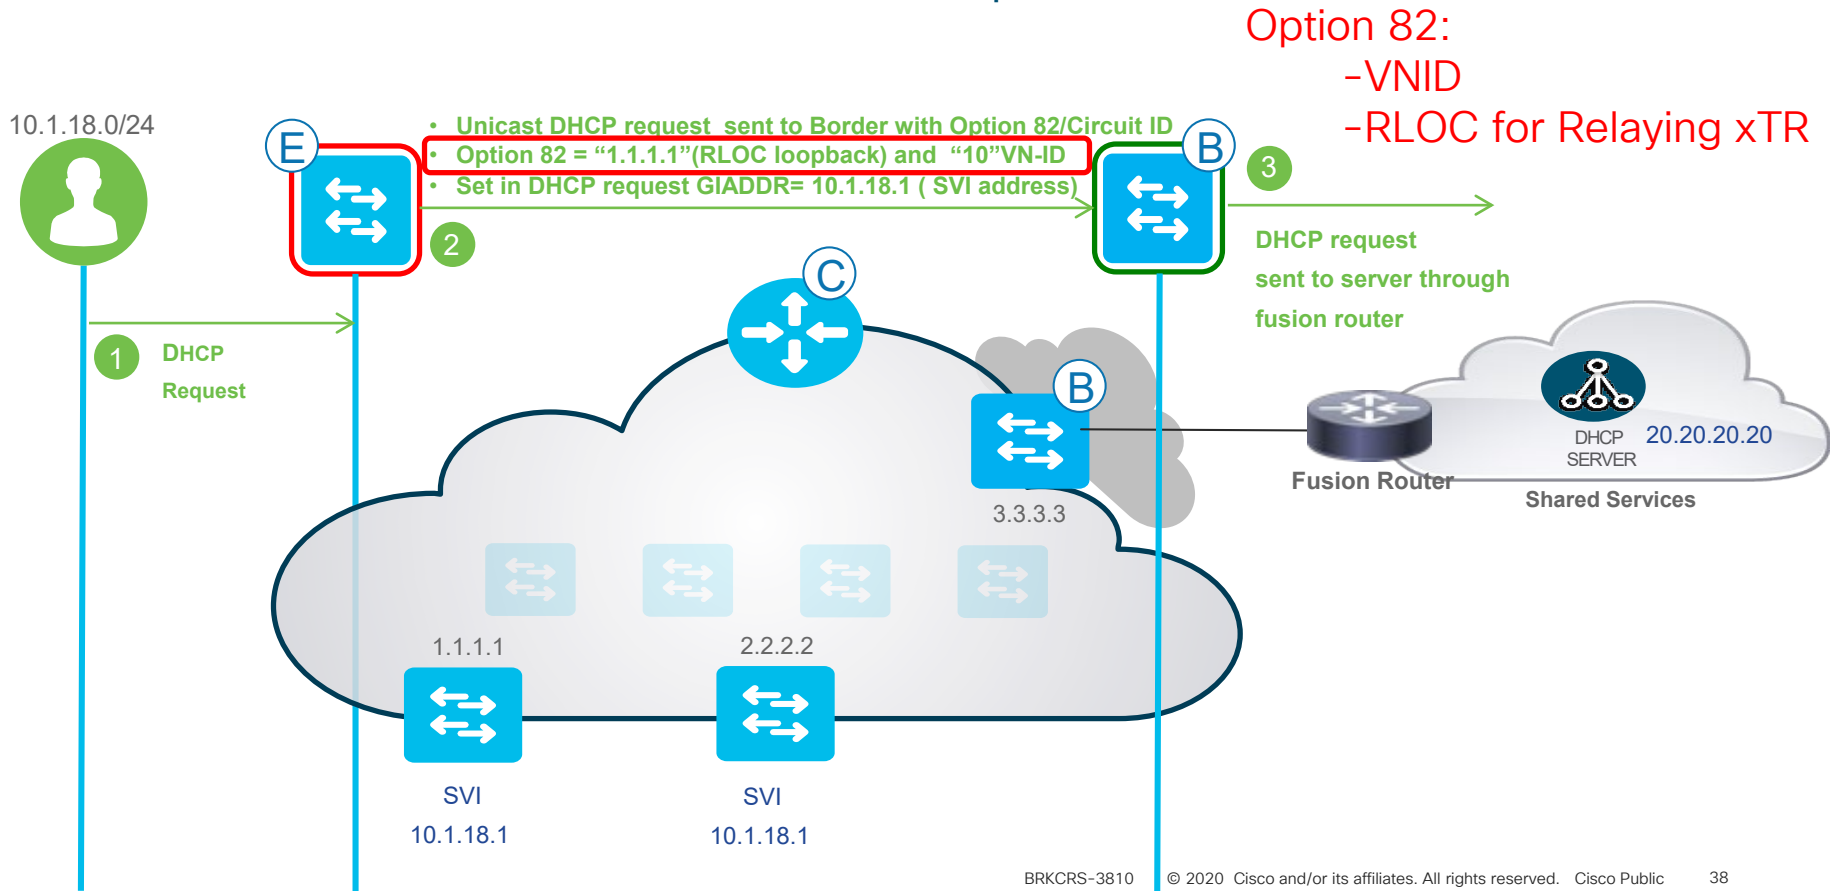 Option 82:
-VNID
-RLOC for Relaying xTR
10.1.18.0/24
E
• Unicast DHCP request sent to Border with Option 82/Circuit ID
• Option 82 = “1.1.1.1”(RLOC loopback) and “10”VN-ID
• Set in DHCP request GIADDR= 10.1.18.1 ( SVI address)
B
2
3
DHCP request
sent to server through
fusion router
C
1
DHCP
Request
B
3.3.3.3
Fusion Router
DHCP
SERVER
20.20.20.20
Shared Services
1.1.1.1
2.2.2.2
SVI
10.1.18.1
SVI
10.1.18.1
BRKCRS-3810 © 2020 Cisco and/or its affiliates. All rights reserved. Cisco Public 38